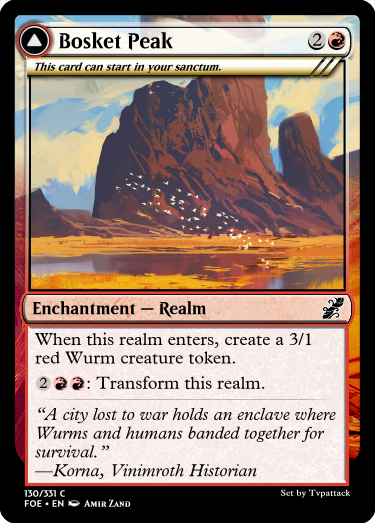 Bosket Peak 2
This card can start in your sanctum.
Enchantment — Realm
When this realm enters, create a 3/1
red Wurm creature token.
2 : Transform this realm.
“A city lost to war holds an enclave where
Wurms and humans banded together for
survival.”
—Korna, Vinimroth Historian
130/331 C
Set by Tvpattack
FOE • EN Amir Zand